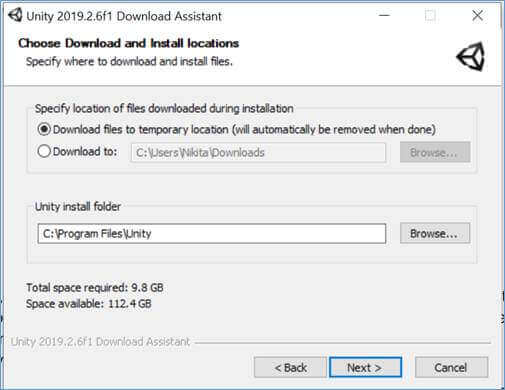 Unity 2019.2.6f1 Download Assistant
Choose Download and Install locations
Specify where to download and install files.
Specify location of files downloaded during installation
Download files to temporary location (will automatically be removed when done)
Download to: C:\Users\Nikita\Downloads Browse...
Unity install folder
C:\Program Files\Unity Browse...
Total space required: 9.8 GB
Space available: 112.4 GB
Unity 2019.2.6f1 Download Assistant
< Back Next > Cancel